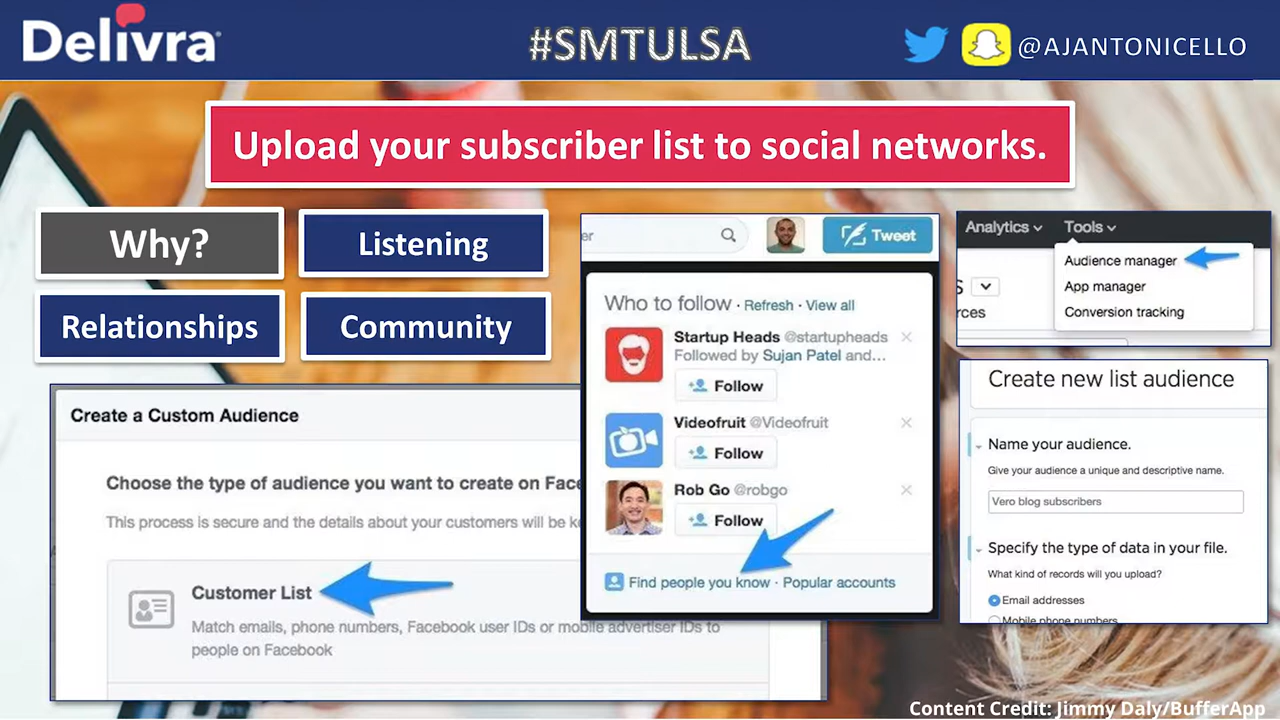 Delivra
#SMTULSA
@AJANTONICELLO
Upload your subscriber list to social networks.
Why?
Listening
Relationships
Community
Create a Custom Audience
Choose the type of audience you want to create on Fac
This process is secure and the details about your customers will be k
Customer List
Match emails, phone numbers, Facebook user IDs or mobile advertiser IDs to
people on Facebook
er
Tweet
Who to follow · Refresh · View all
Startup Heads @startupheads
Followed by Sujan Patel and...
Follow
Videofruit @Videofruit
Follow
Rob Go @robgo
Follow
Find people you know · Popular accounts
Analytics Tools
Audience manager
App manager
Conversion tracking
s
rces
Create new list audience
Name your audience.
Give your audience a unique and descriptive name.
Vero blog subscribers
Specify the type of data in your file.
What kind of records will you upload?
Email addresses
Mobile phone numbers
Content Credit: Jimmy Daly/BufferApp